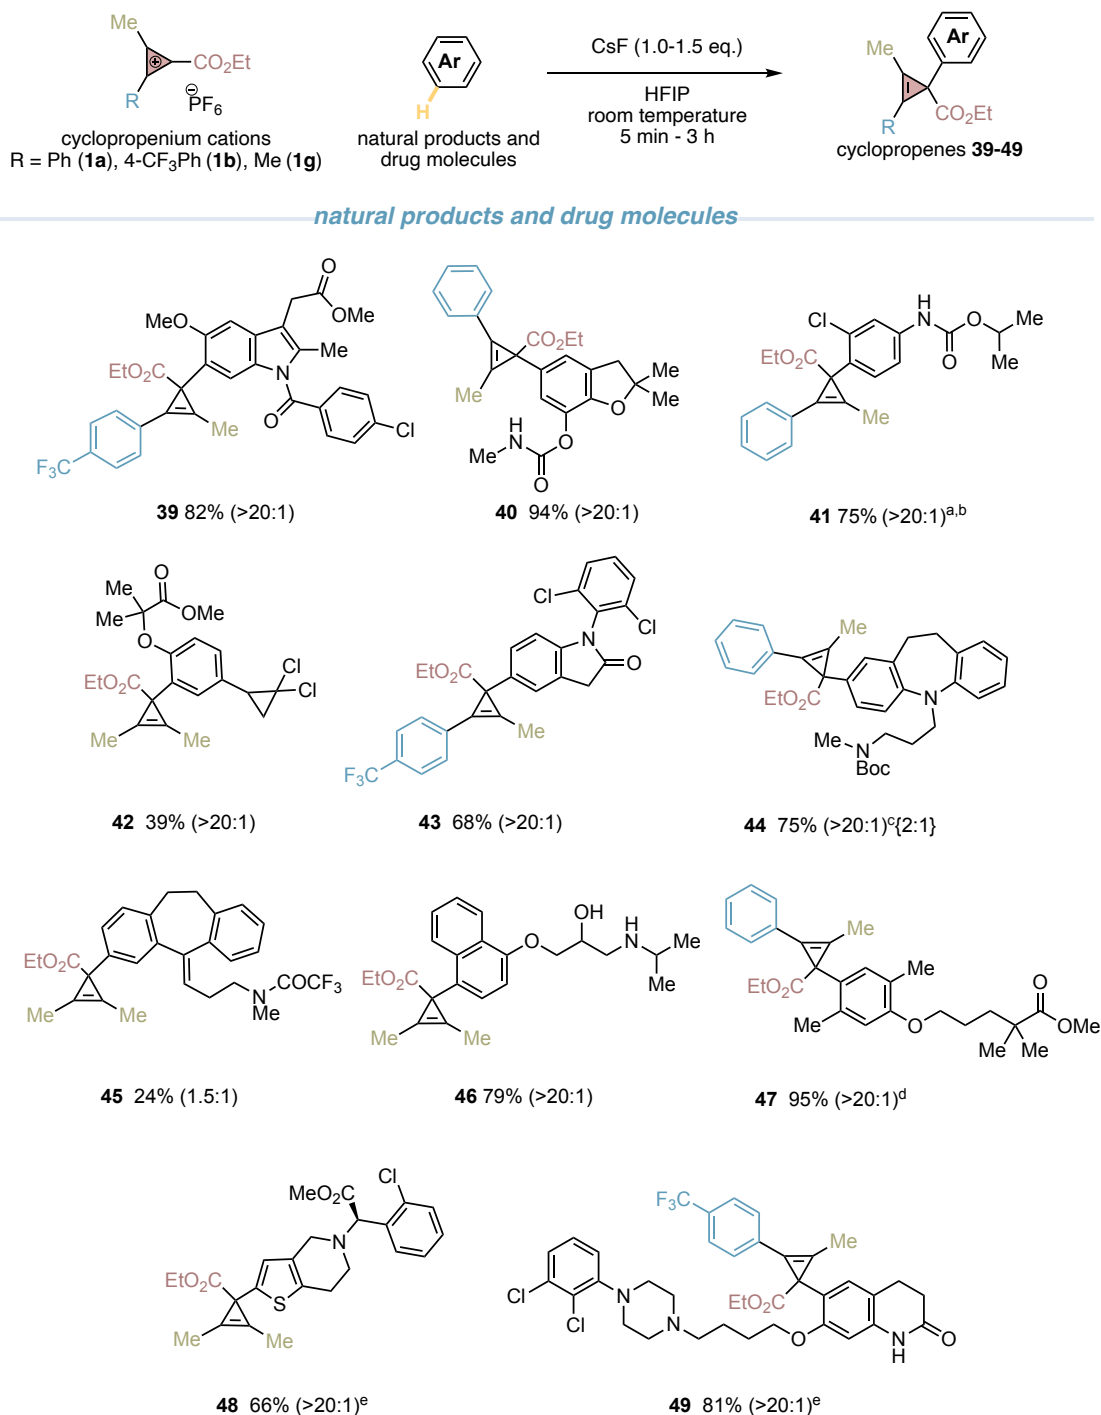 Me
CO2Et
R
⊕
⊖
PF6
cyclopropenium cations
R = Ph (1a), 4-CF3Ph (1b), Me (1g)
Ar
H
natural products and
drug molecules
CsF (1.0-1.5 eq.)
HFIP
room temperature
5 min - 3 h
Ar
Me
R
CO2Et
cyclopropenes 39-49
natural products and drug molecules
O
OMe
MeO
Me
N
EtO2C
O
Cl
Me
F3C
39 82% (>20:1)
CO2Et
Me
Me
Me
O
H
N
O
Me
O
40 94% (>20:1)
H
N
O
Me
Cl
O
Me
EtO2C
Me
41 75% (>20:1)a,b
O
Me
OMe
Me
O
Cl
Cl
EtO2C
Me
Me
42 39% (>20:1)
Cl
Cl
N
O
EtO2C
Me
F3C
43 68% (>20:1)
Me
EtO2C
N
Me
N
Boc
44 75% (>20:1)c{2:1}
EtO2C
COCF3
N
Me
Me
Me
45 24% (1.5:1)
OH
H
N
Me
O
Me
EtO2C
Me
Me
46 79% (>20:1)
Me
EtO2C
Me
Me
O
O
OMe
Me
Me
47 95% (>20:1)d
Cl
MeO2C
N
EtO2C
S
Me
Me
48 66% (>20:1)e
F3C
Me
Cl
Cl
N
N
EtO2C
O
N
H
O
49 81% (>20:1)e